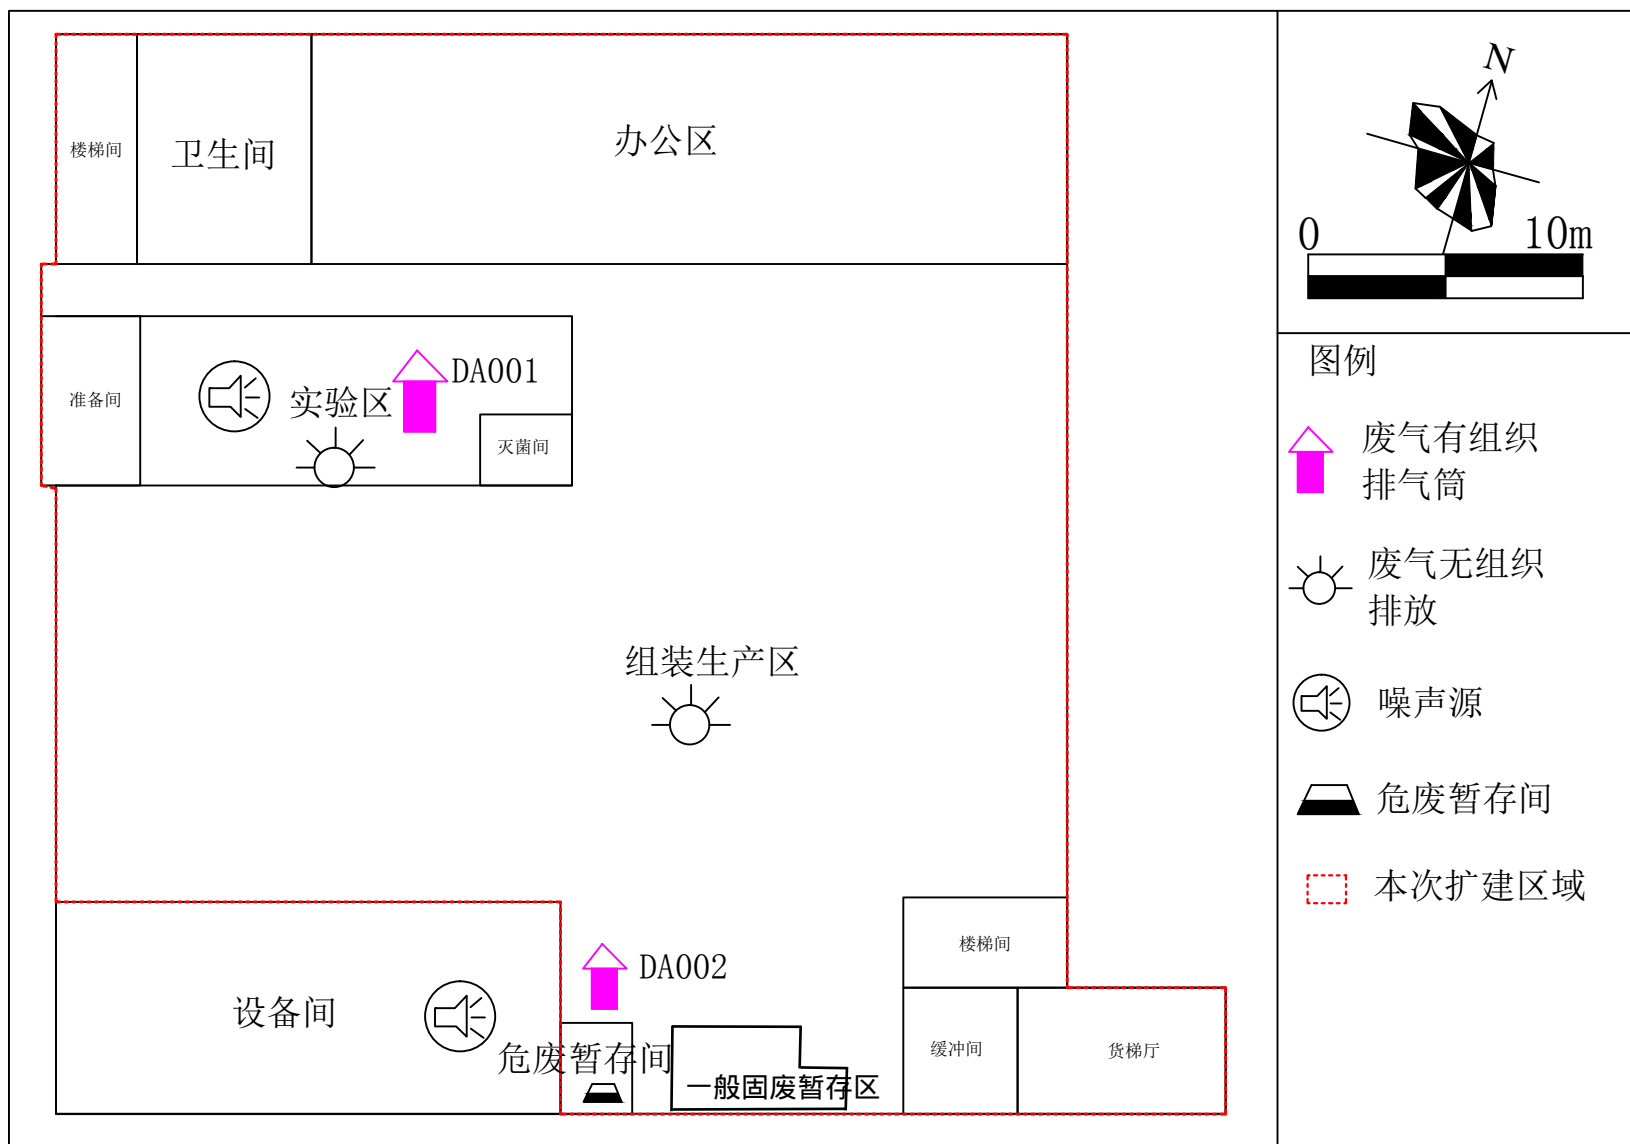 楼梯间
卫生间
办公区
N
0
10m
准备间
实验区
DA001
灭菌间
组装生产区
设备间
DA002
危废暂存间
一般固废暂存区
楼梯间
缓冲间
货梯厅
图例
废气有组织
排气筒
废气无组织
排放
噪声源
危废暂存间
本次扩建区域